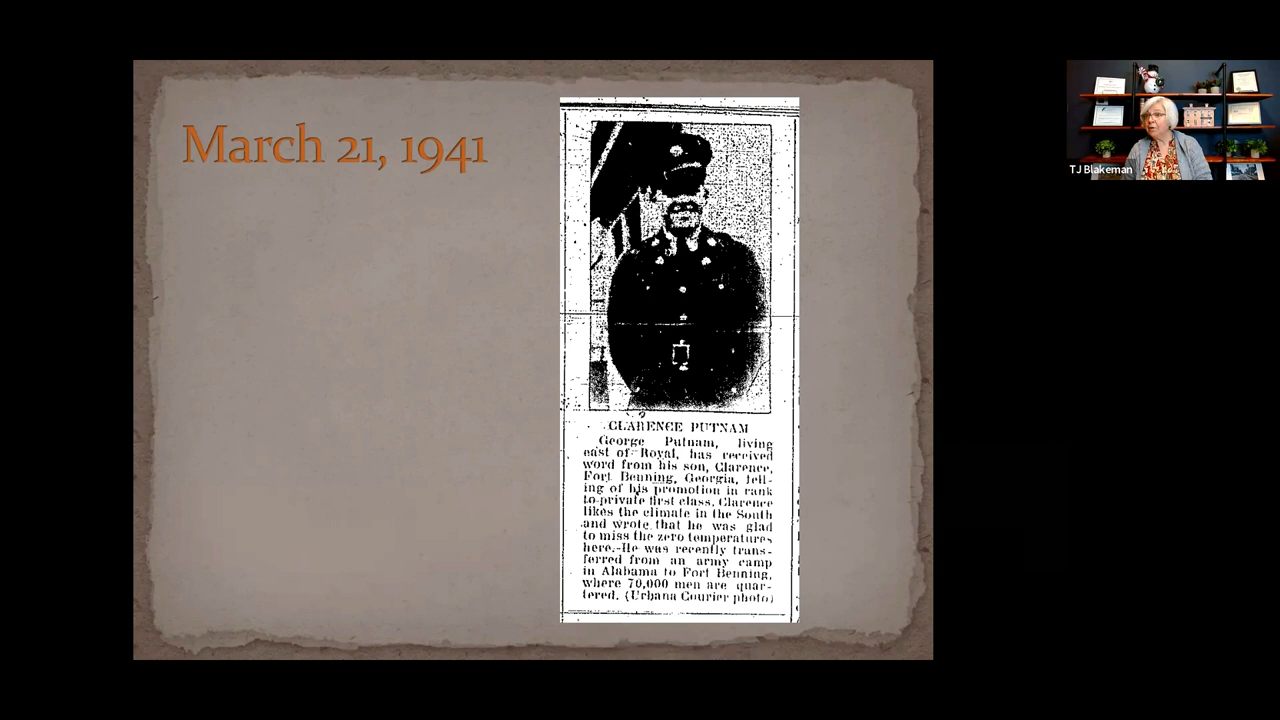 March 21, 1941
CLARENCE PUTNAM
George Putnam, living
east of Royal, has received
word from his son, Clarence,
Fort Benning, Georgia, tell-
ing of his promotion in rank
to private first class. Clarence
likes the climate in the South
and wrote that he was glad
to miss the zero temperatures
here. He was recently trans-
ferred from an army camp
in Alabama to Fort Benning,
where 70,000 men are quar-
tered. (Urbana Courier photo)
TJ Blakeman